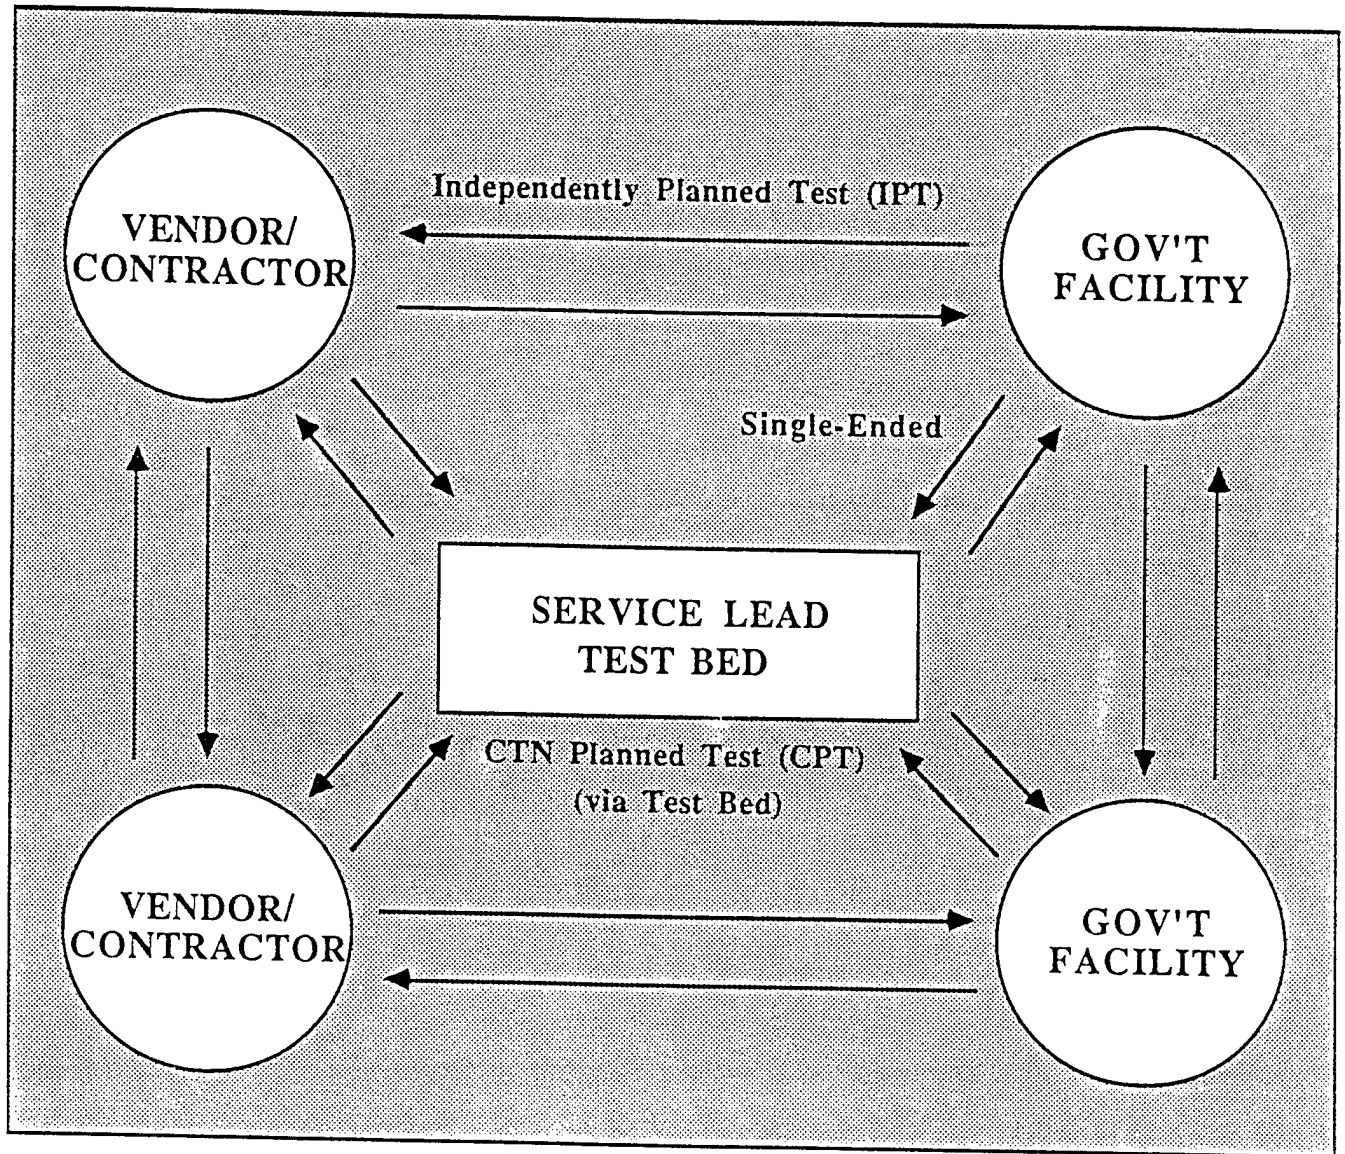 Independently Planned Test (IPT)
VENDOR/
CONTRACTOR
GOV'T
FACILITY
Single-Ended
SERVICE LEAD
TEST BED
CTN Planned Test (CPT)
(via Test Bed)
VENDOR/
CONTRACTOR
GOV'T
FACILITY